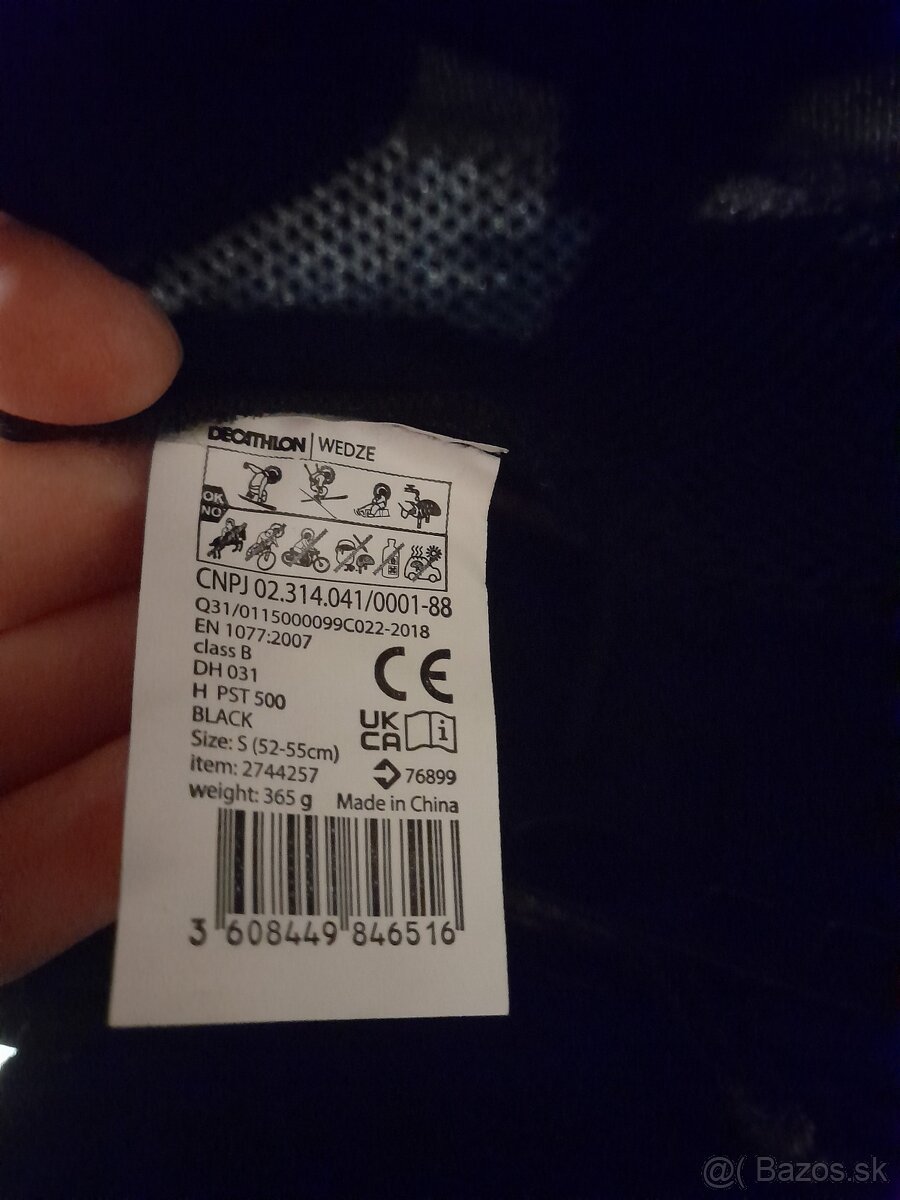 DECATHLON | WEDZE
OK
NO
CNPJ 02.314.041/0001-88
Q31/0115000099C022-2018
EN 1077:2007
class B
DH 031
H PST 500
BLACK
Size: S (52-55cm)
item: 2744257
weight: 365 g
CE
UK
CA
i
76899
Made in China
3 608449 846516
@( Bazos.sk